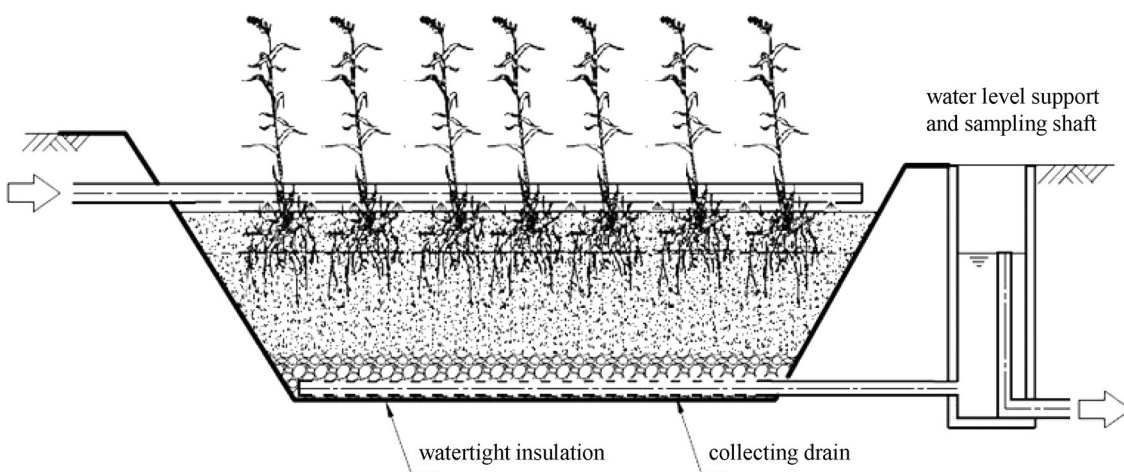 water level support
and sampling shaft
watertight insulation
collecting drain